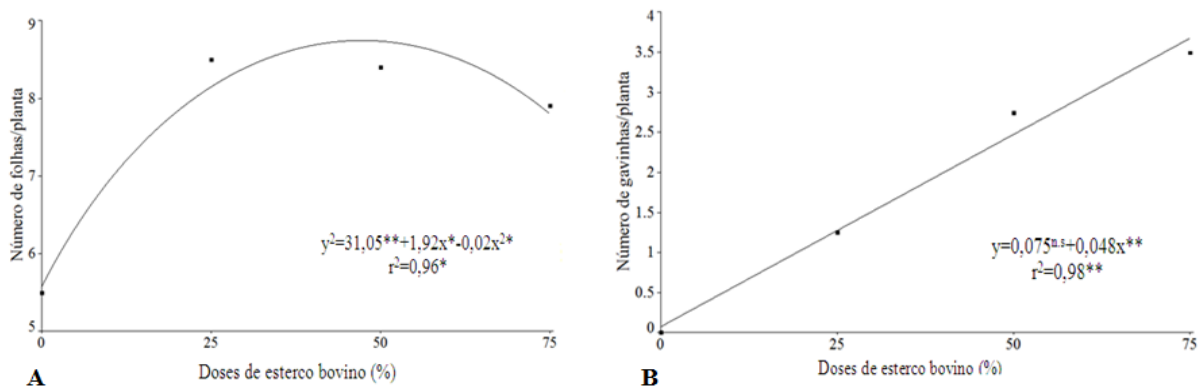 9
8
7
6
5
Número de folhas/planta
y²=31,05**+1,92x*-0,02x²*
r²=0,96*
0
25
50
75
Doses de esterco bovino (%)
A
4
3.5
3
2.5
2
1.5
1
0.5
0
Número de gavinhas/planta
y=0,075ⁿ·ˢ+0,048x**
r²=0,98**
0
25
50
75
Doses de esterco bovino (%)
B